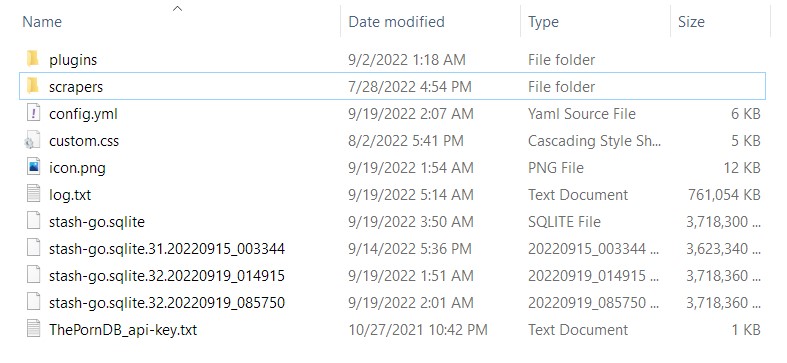 Name Date modified Type Size
plugins 9/2/2022 1:18 AM File folder
scrapers 7/28/2022 4:54 PM File folder
config.yml 9/19/2022 2:07 AM Yaml Source File 6 KB
custom.css 8/2/2022 5:41 PM Cascading Style Sh... 5 KB
icon.png 9/19/2022 1:54 AM PNG File 12 KB
log.txt 9/19/2022 5:14 AM Text Document 761,054 KB
stash-go.sqlite 9/19/2022 3:50 AM SQLITE File 3,718,300 ...
stash-go.sqlite.31.20220915_003344 9/14/2022 5:36 PM 20220915_003344 ... 3,623,340 ...
stash-go.sqlite.32.20220919_014915 9/19/2022 1:51 AM 20220919_014915 ... 3,718,360 ...
stash-go.sqlite.32.20220919_085750 9/19/2022 2:01 AM 20220919_085750 ... 3,718,360 ...
ThePornDB_api-key.txt 10/27/2021 10:42 PM Text Document 1 KB